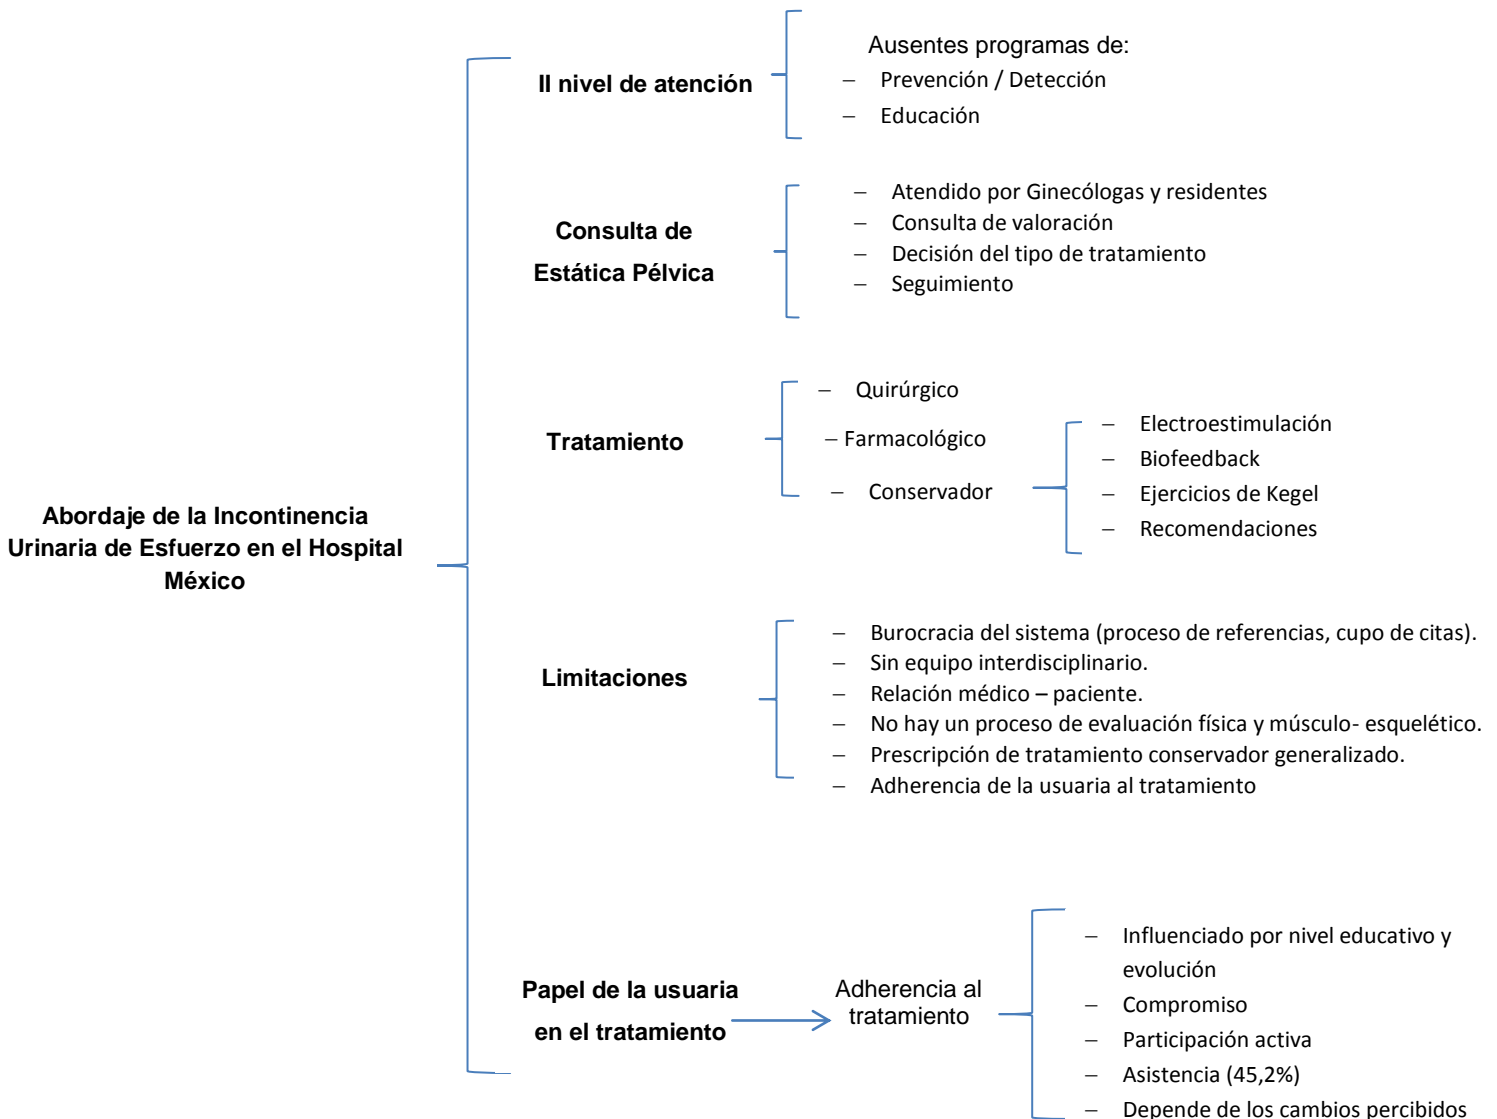 Abordaje de la Incontinencia
Urinaria de Esfuerzo en el Hospital
México
II nivel de atención
Ausentes programas de:
– Prevención / Detección
– Educación
Consulta de
Estática Pélvica
– Atendido por Ginecólogas y residentes
– Consulta de valoración
– Decisión del tipo de tratamiento
– Seguimiento
Tratamiento
– Quirúrgico
– Farmacológico
– Conservador
– Electroestimulación
– Biofeedback
– Ejercicios de Kegel
– Recomendaciones
Limitaciones
– Burocracia del sistema (proceso de referencias, cupo de citas).
– Sin equipo interdisciplinario.
– Relación médico – paciente.
– No hay un proceso de evaluación física y músculo- esquelético.
– Prescripción de tratamiento conservador generalizado.
– Adherencia de la usuaria al tratamiento
Papel de la usuaria
en el tratamiento
Adherencia al
tratamiento
– Influenciado por nivel educativo y
evolución
– Compromiso
– Participación activa
– Asistencia (45,2%)
– Depende de los cambios percibidos